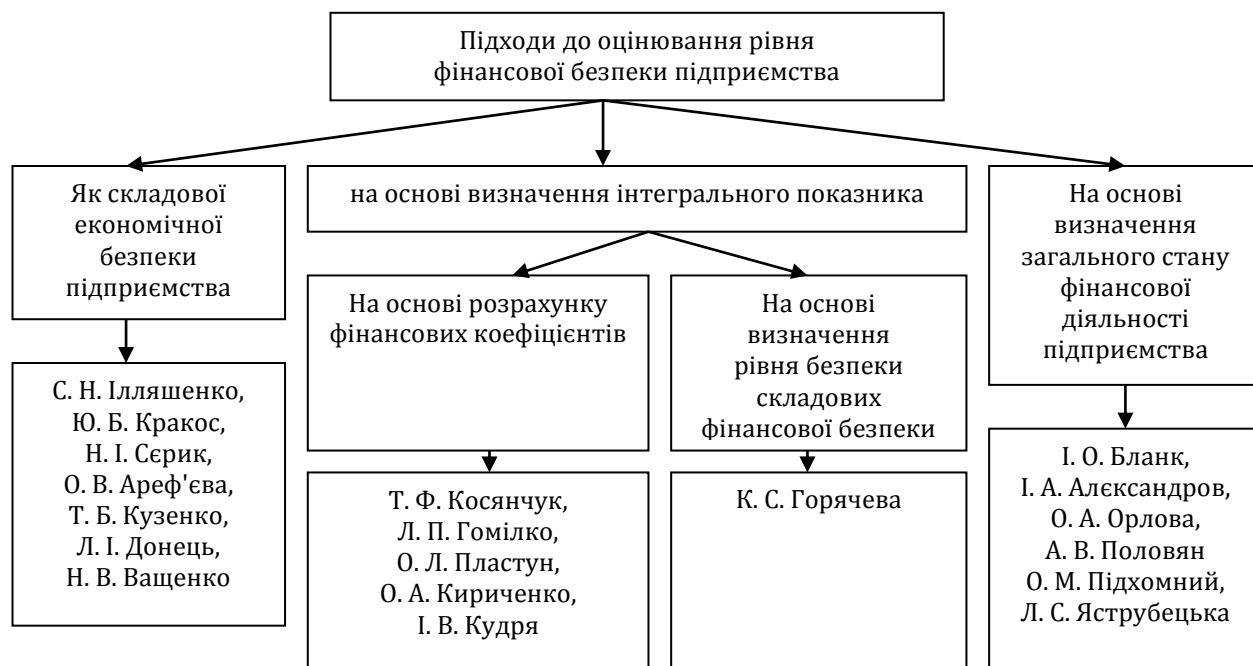 Підходи до оцінювання рівня
фінансової безпеки підприємства
Як складової
економічної
безпеки
підприємства
на основі визначення інтегрального показника
На основі
визначення
загального стану
фінансової
діяльності
підприємства
На основі розрахунку
фінансових коефіцієнтів
На основі
визначення
рівня безпеки
складових
фінансової безпеки
С. Н. Ілляшенко,
Ю. Б. Кракос,
Н. І. Сєрик,
О. В. Ареф'єва,
Т. Б. Кузенко,
Л. І. Донець,
Н. В. Ващенко
Т. Ф. Косянчук,
Л. П. Гомілко,
О. Л. Пластун,
О. А. Кириченко,
І. В. Кудря
К. С. Горячева
І. О. Бланк,
І. А. Алєксандров,
О. А. Орлова,
А. В. Половян
О. М. Підхомний,
Л. С. Яструбецька